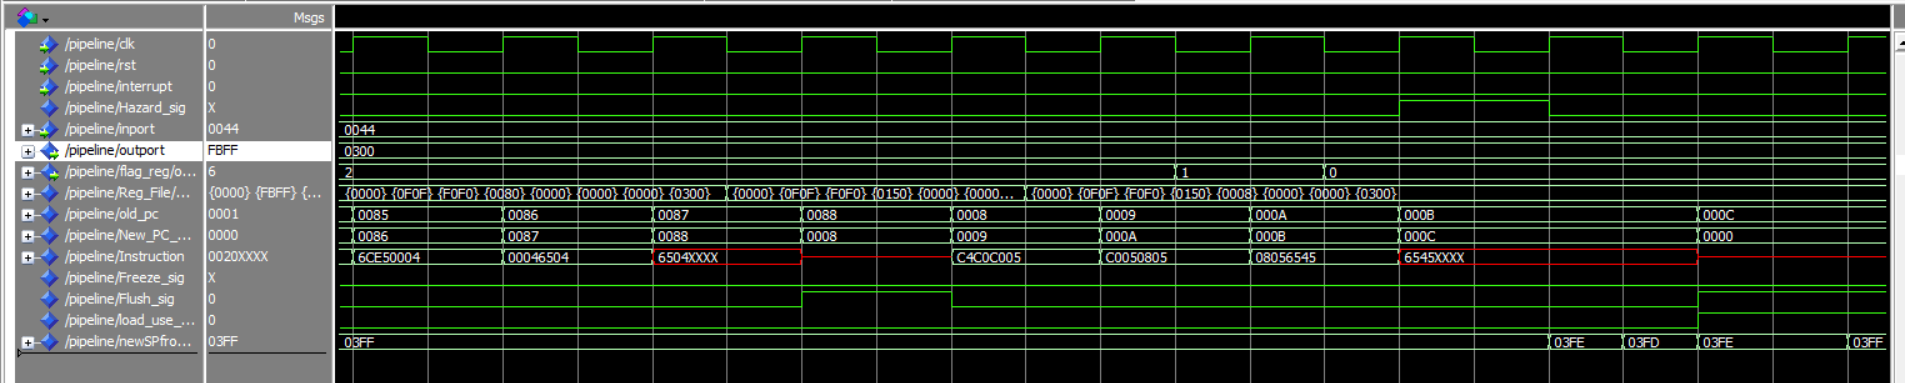 Msgs
/pipeline/clk 0
/pipeline/rst 0
/pipeline/interrupt 0
/pipeline/Hazard_sig X
/pipeline/inport 0044 0044
/pipeline/outport FBFF 0300
/pipeline/flag_reg/o... 6 2 1 0
/pipeline/Reg_File/... {0000} {FBFF} {... {0000} {0F0F} {F0F0} {0080} {0000} {0000} {0000} {0300} {0000} {0F0F} {F0F0} {0150} {0000} {0000... {0000} {0F0F} {F0F0} {0150} {0008} {0000} {0000} {0300}
/pipeline/old_pc 0001 0085 0086 0087 0088 0008 0009 000A 000B 000C
/pipeline/New_PC_... 0000 0086 0087 0088 0008 0009 000A 000B 000C 0000
/pipeline/Instruction 0020XXXX 6CE50004 00046504 6504XXXX C4C0C005 C0050805 08056545 6545XXXX
/pipeline/Freeze_sig X
/pipeline/Flush_sig 0
/pipeline/load_use_... 0
/pipeline/newSPfro... 03FF 03FF 03FE 03FD 03FE 03FF